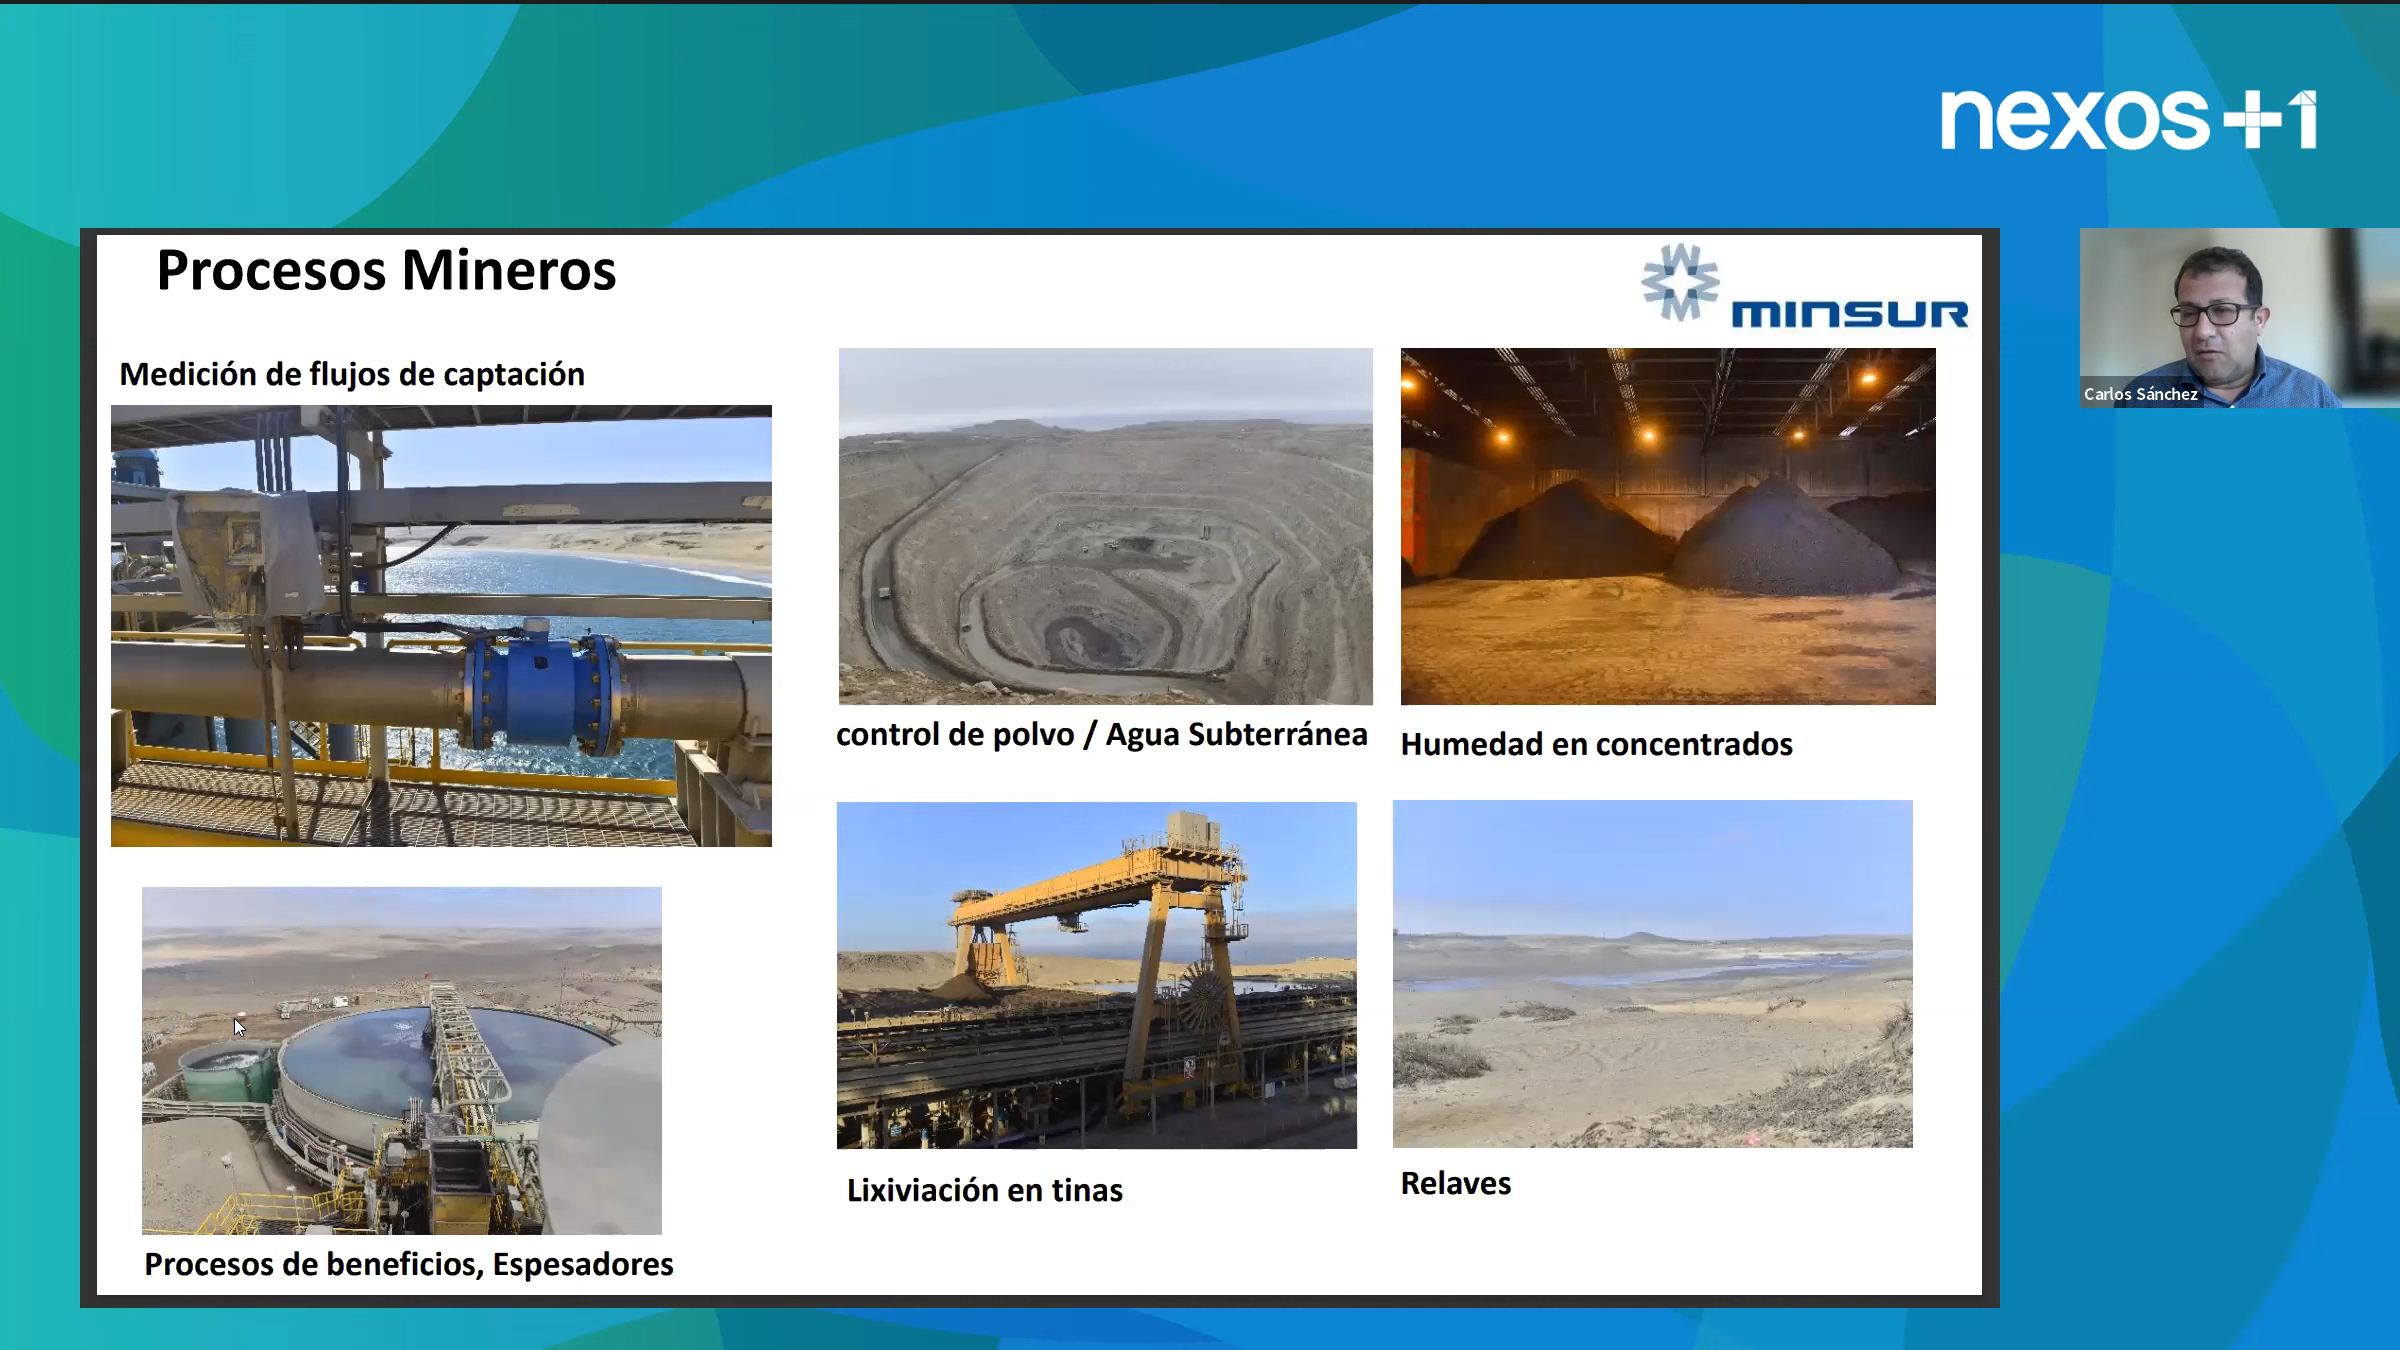 nexos+1
Procesos Mineros
MINSUR
Medición de flujos de captación
control de polvo / Agua Subterránea
Humedad en concentrados
Lixiviación en tinas
Relaves
Procesos de beneficios, Espesadores
Carlos Sánchez